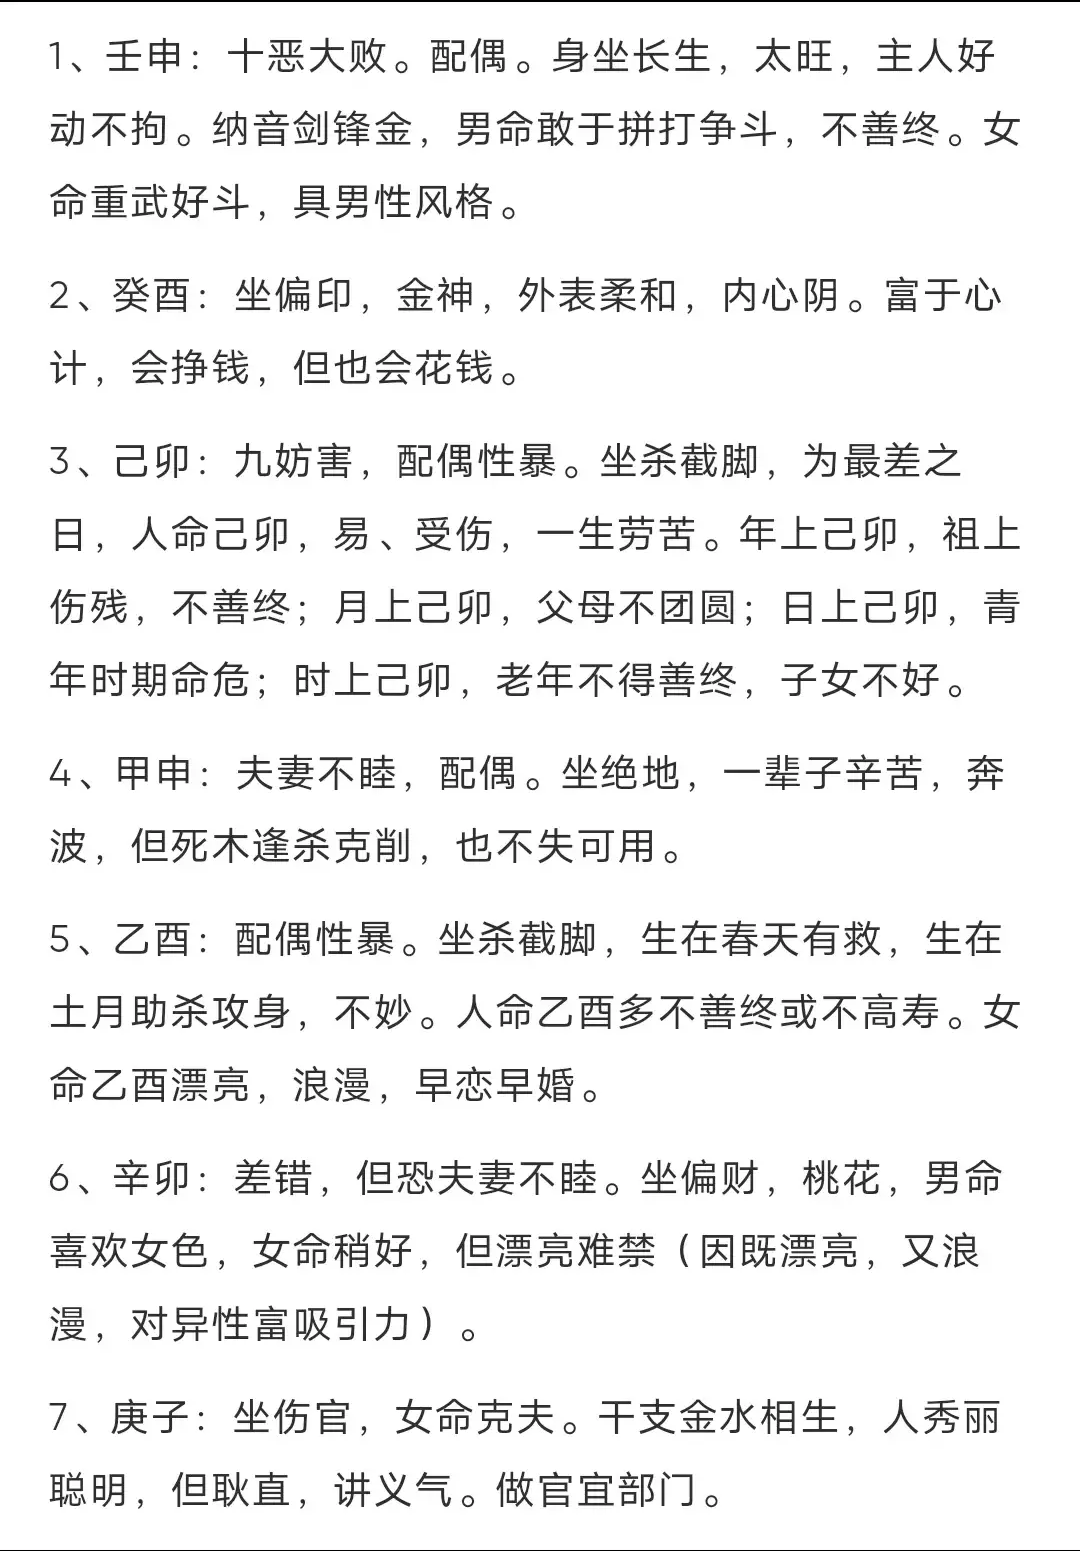 1、壬申：十恶大败。配偶。身坐长生，太旺，主人好
动不拘。纳音剑锋金，男命敢于拼打争斗，不善终。女
命重武好斗，具男性风格。
2、癸酉：坐偏印，金神，外表柔和，内心阴。富于心
计，会挣钱，但也会花钱。
3、己卯：九妨害，配偶性暴。坐杀截脚，为最差之
日，人命己卯，易、受伤，一生劳苦。年上己卯，祖上
伤残，不善终；月上己卯，父母不团圆；日上己卯，青
年时期命危；时上己卯，老年不得善终，子女不好。
4、甲申：夫妻不睦，配偶。坐绝地，一辈子辛苦，奔
波，但死木逢杀克削，也不失可用。
5、乙酉：配偶性暴。坐杀截脚，生在春天有救，生在
土月助杀攻身，不妙。人命乙酉多不善终或不高寿。女
命乙酉漂亮，浪漫，早恋早婚。
6、辛卯：差错，但恐夫妻不睦。坐偏财，桃花，男命
喜欢女色，女命稍好，但漂亮难禁（因既漂亮，又浪
漫，对异性富吸引力）。
7、庚子：坐伤官，女命克夫。干支金水相生，人秀丽
聪明，但耿直，讲义气。做官宜部门。